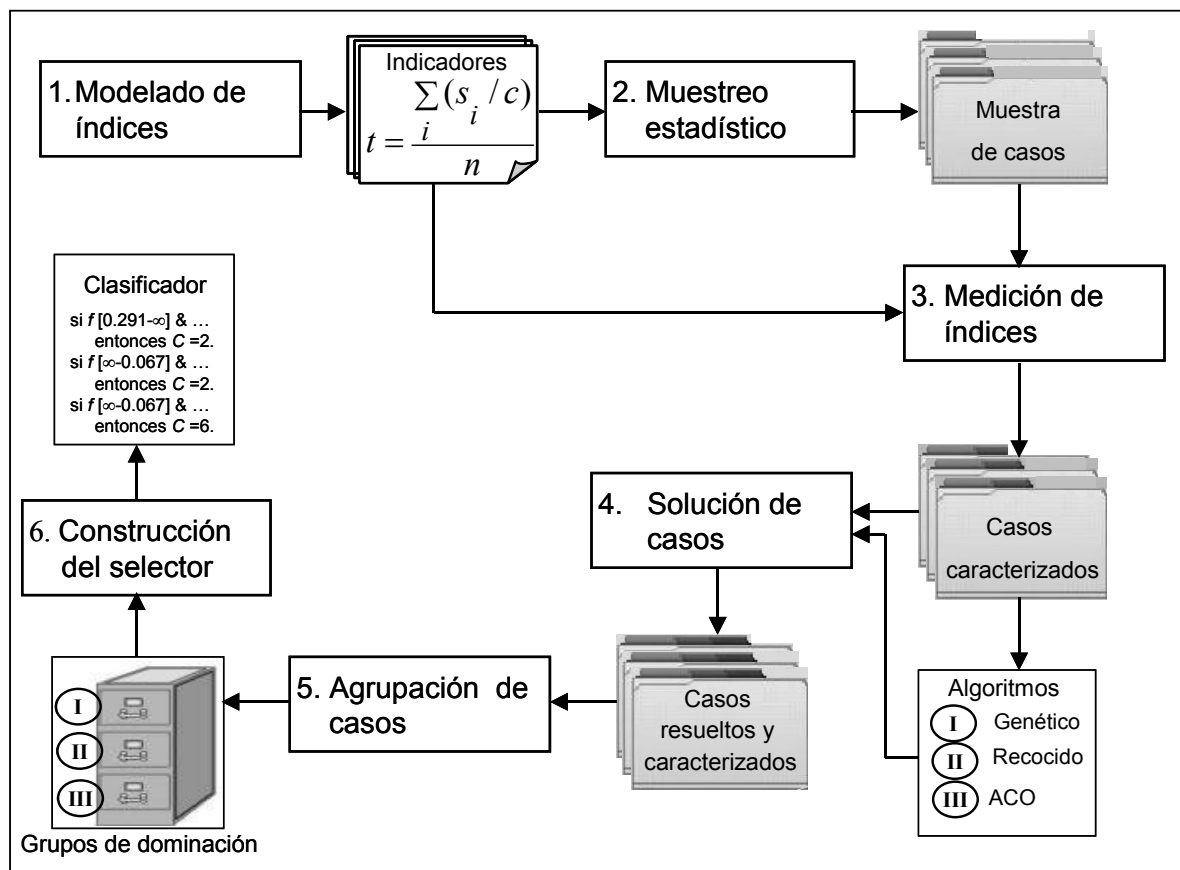 1. Modelado de
índices
Indicadores
t = ∑i (si / c) / n
2. Muestreo
estadístico
Muestra
de casos
3. Medición de
índices
Casos
caracterizados
Algoritmos
I Genético
II Recocido
III ACO
4. Solución de
casos
Casos
resueltos y
caracterizados
5. Agrupación de
casos
I
II
III
Grupos de dominación
6. Construcción
del selector
Clasificador
si f [0.291-∞] & ...
entonces C =2.
si f [∞-0.067] & ...
entonces C =2.
si f [∞-0.067] & ...
entonces C =6.